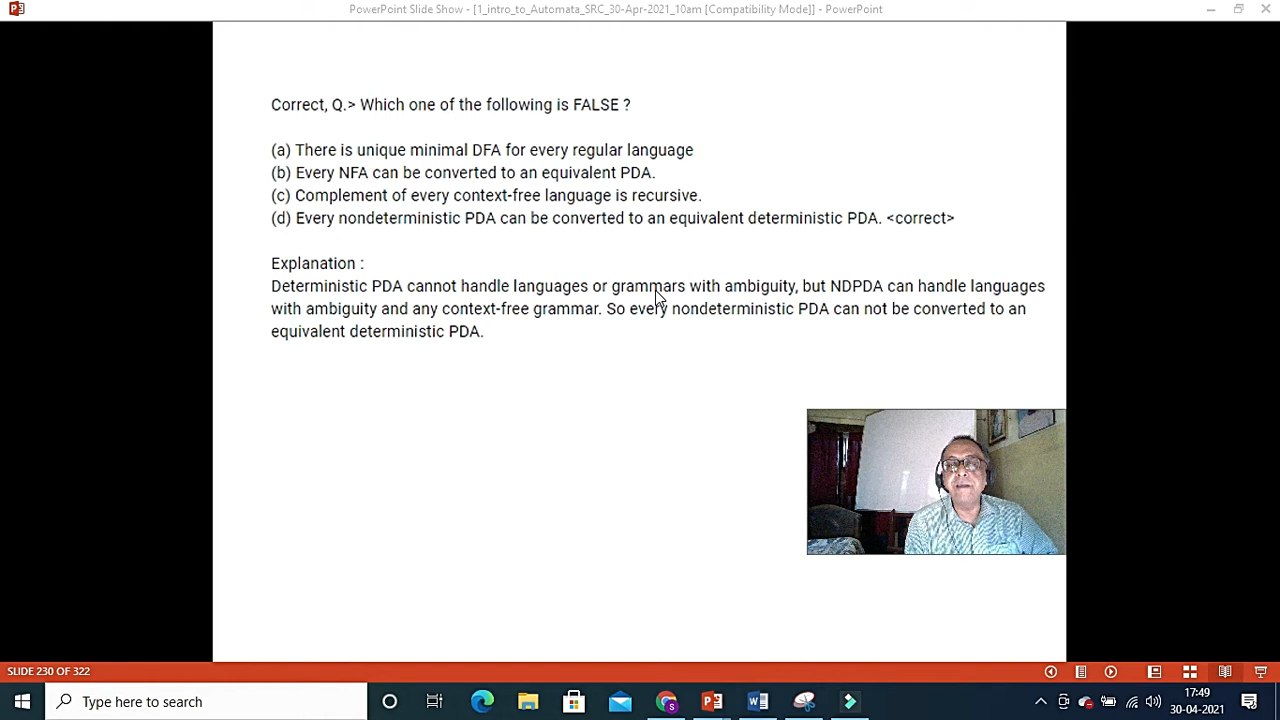 PowerPoint Slide Show - [1_intro_to_Automata_SRC_30-Apr-2021_10am [Compatibility Mode]] - PowerPoint
Correct, Q.> Which one of the following is FALSE ?
(a) There is unique minimal DFA for every regular language
(b) Every NFA can be converted to an equivalent PDA.
(c) Complement of every context-free language is recursive.
(d) Every nondeterministic PDA can be converted to an equivalent deterministic PDA. <correct>
Explanation :
Deterministic PDA cannot handle languages or grammars with ambiguity, but NDPDA can handle languages
with ambiguity and any context-free grammar. So every nondeterministic PDA can not be converted to an
equivalent deterministic PDA.
SLIDE 230 OF 322
Type here to search
17:49
30-04-2021